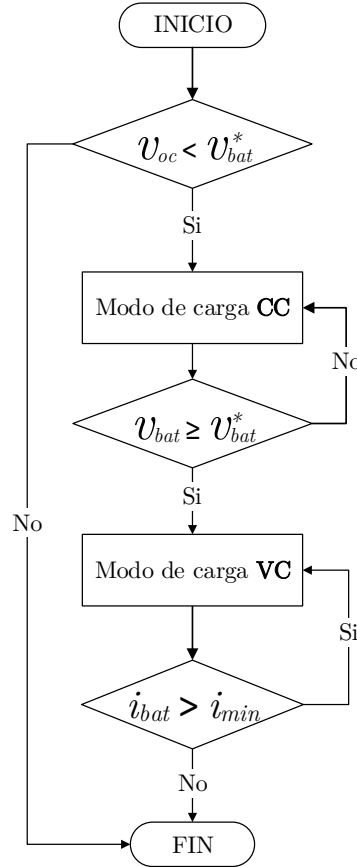 INICIO
v_oc < v*_bat
Si
Modo de carga CC
No
v_bat ≥ v*_bat
Si
No
Modo de carga VC
Si
i_bat > i_min
No
FIN